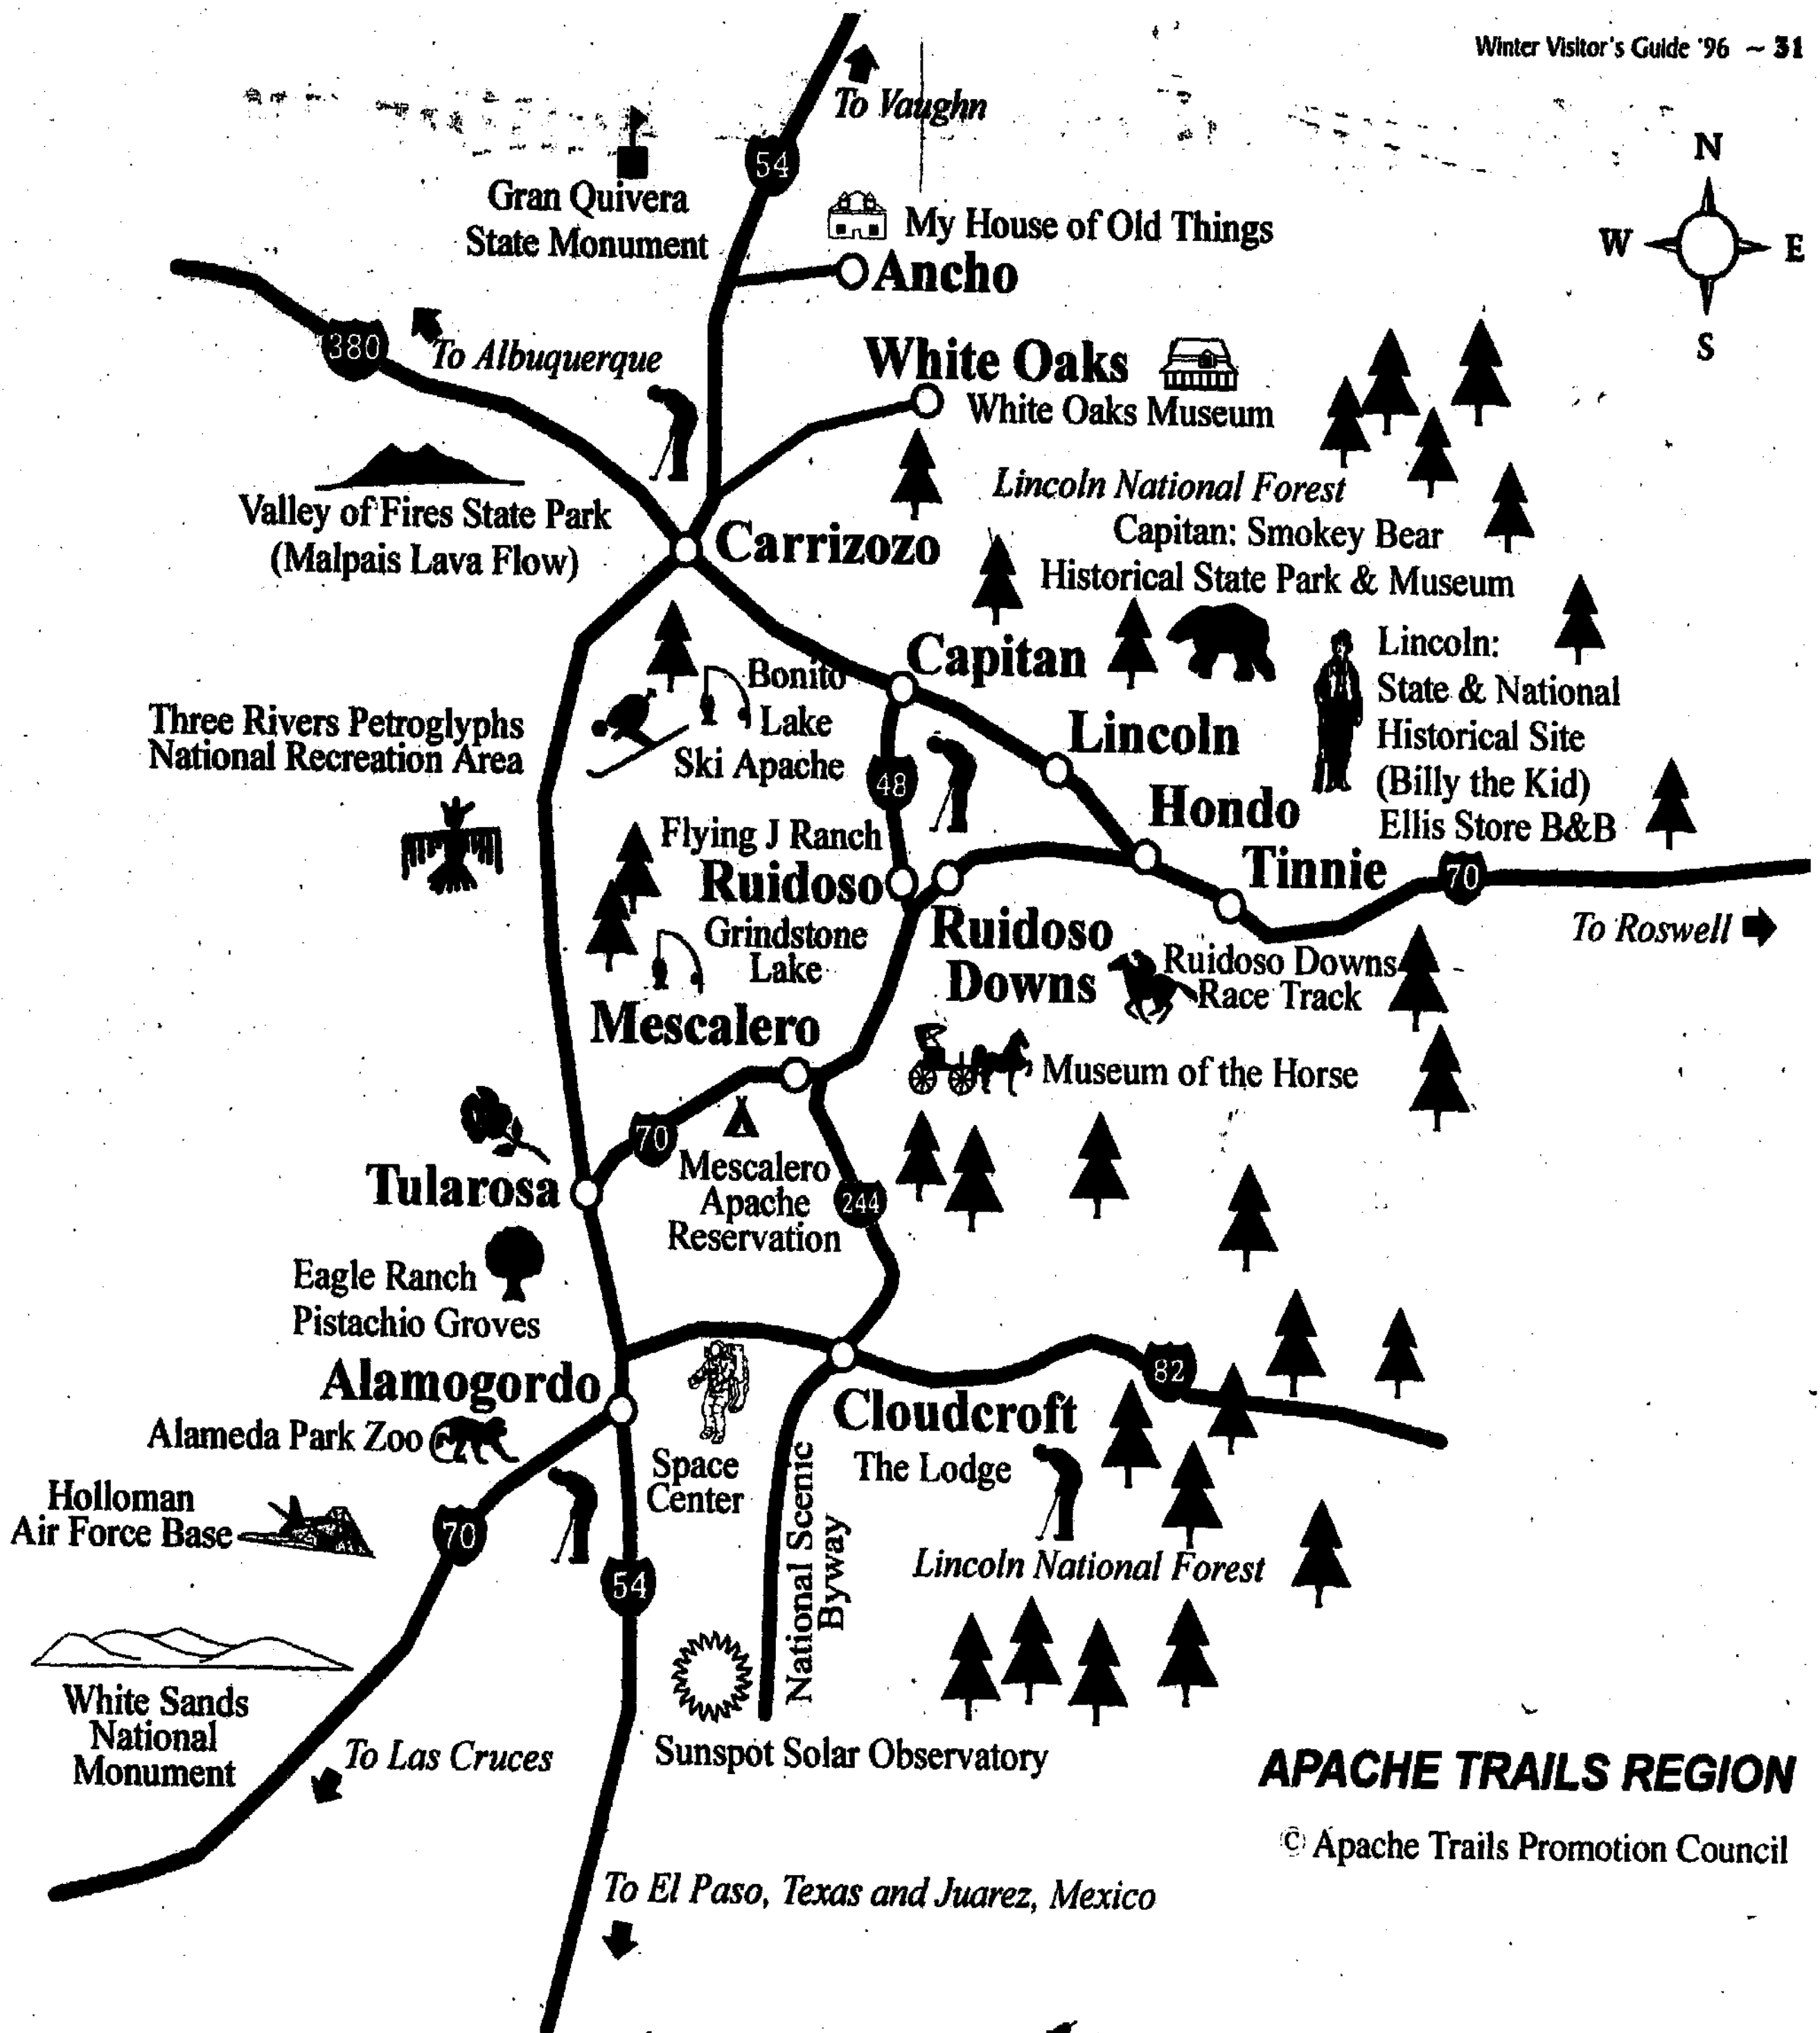 Winter Visitor's Guide '96 ~ 31
To Vaughn
54
N
W E
S
Gran Quivera
State Monument
My House of Old Things
Ancho
380
To Albuquerque
White Oaks
White Oaks Museum
Valley of Fires State Park
(Malpais Lava Flow)
Carrizozo
Lincoln National Forest
Capitan: Smokey Bear
Historical State Park & Museum
Capitan
Lincoln:
State & National
Historical Site
(Billy the Kid)
Ellis Store B&B
Bonito
Lake
Ski Apache
Three Rivers Petroglyphs
National Recreation Area
Lincoln
48
Hondo
Flying J Ranch
Ruidoso
Tinnie
70
To Roswell
Grindstone
Lake
Ruidoso
Downs
Ruidoso Downs
Race Track
Mescalero
Museum of the Horse
70
Mescalero
Apache
Reservation
244
Tularosa
Eagle Ranch
Pistachio Groves
Alamogordo
Alameda Park Zoo
82
Cloudcroft
The Lodge
Space
Center
National Scenic
Byway
Holloman
Air Force Base
70
54
Lincoln National Forest
White Sands
National
Monument
To Las Cruces
Sunspot Solar Observatory
APACHE TRAILS REGION
© Apache Trails Promotion Council
To El Paso, Texas and Juarez, Mexico